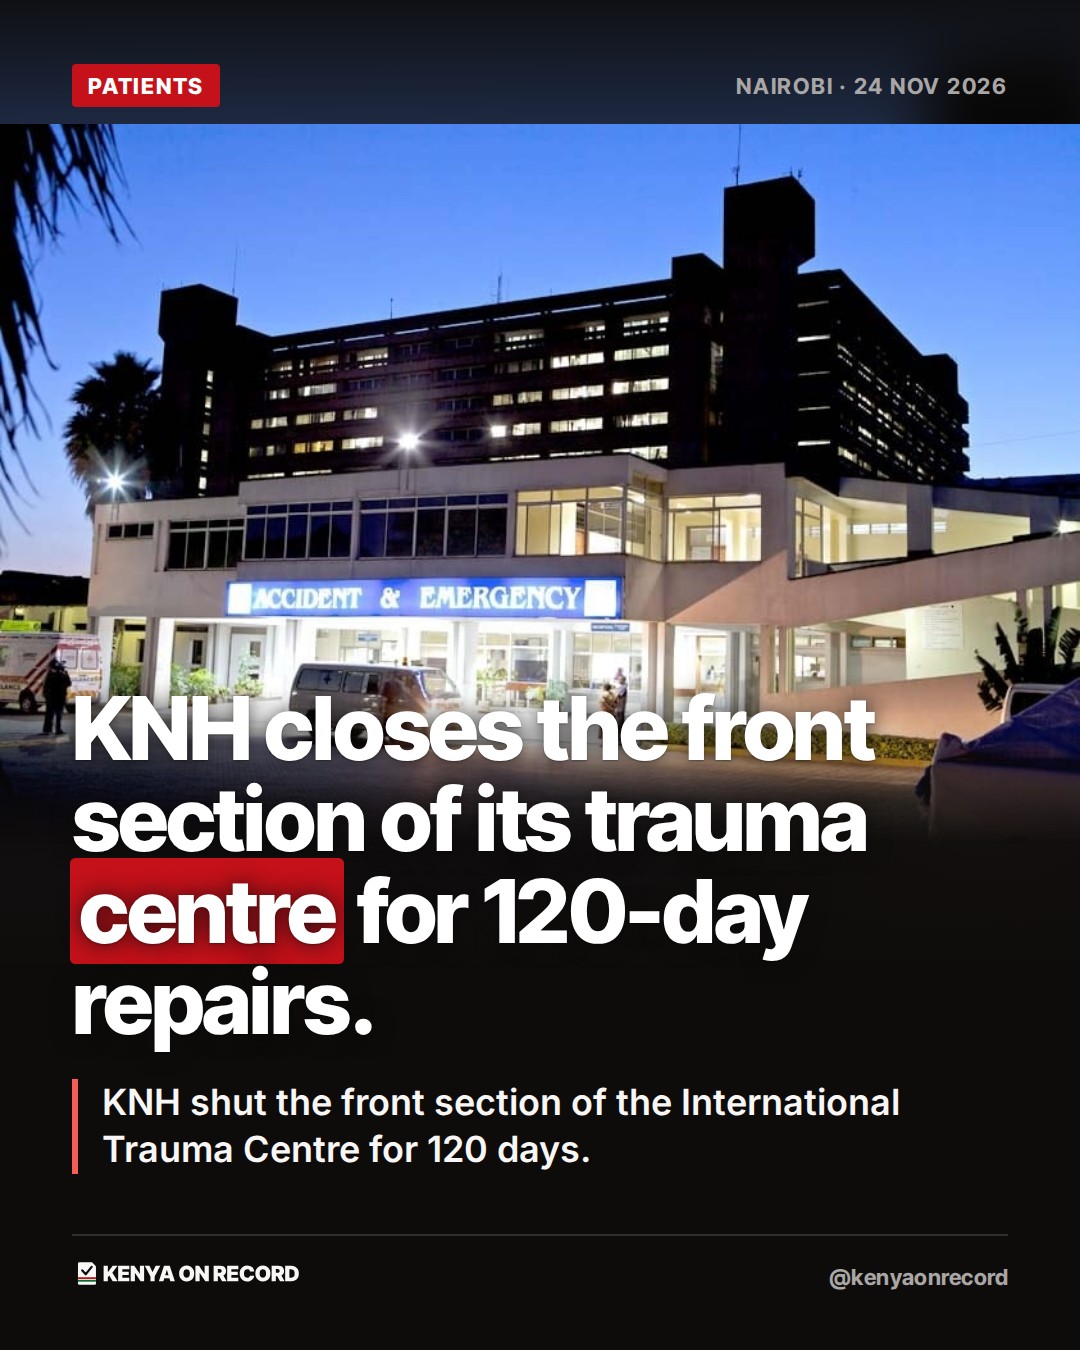 PATIENTS
NAIROBI · 24 NOV 2026
ACCIDENT & EMERGENCY
KNH closes the front
section of its trauma
centre for 120-day
repairs.
KNH shut the front section of the International
Trauma Centre for 120 days.
KENYA ON RECORD
@kenyaonrecord